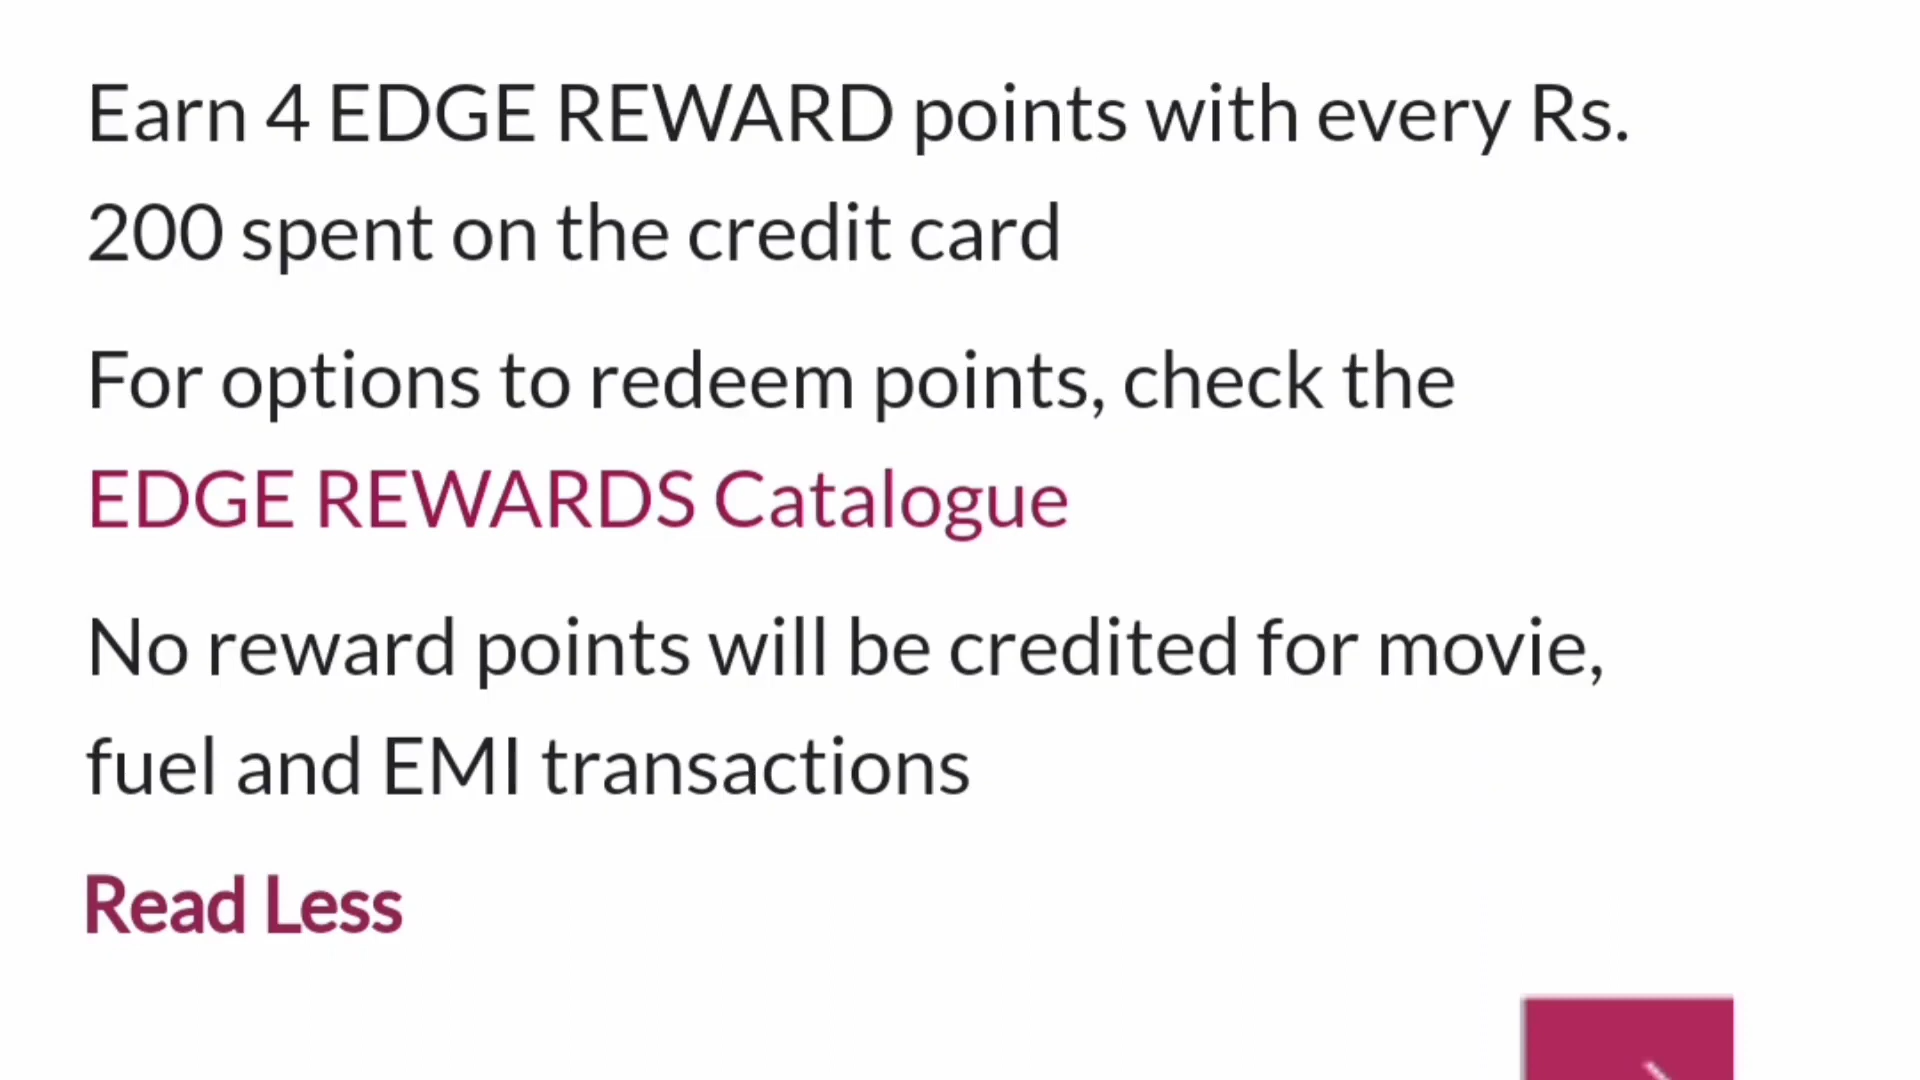 Earn 4 EDGE REWARD points with every Rs.
200 spent on the credit card
For options to redeem points, check the
EDGE REWARDS Catalogue
No reward points will be credited for movie,
fuel and EMI transactions
Read Less